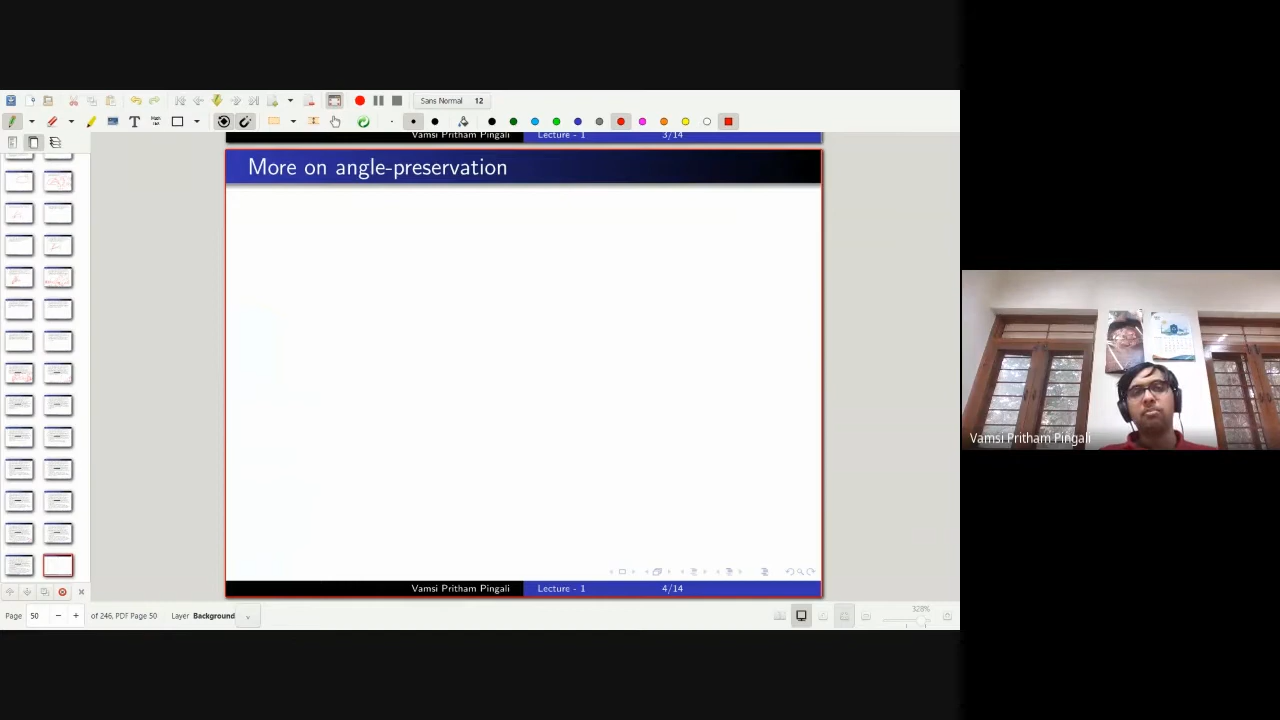 Sans Normal 12
Vamsi Pritham Pingali Lecture - 1 3/14
More on angle-preservation
Vamsi Pritham Pingali
Vamsi Pritham Pingali Lecture - 1 4/14
Page 50 of 246, PDF Page 50 Layer Background 328%